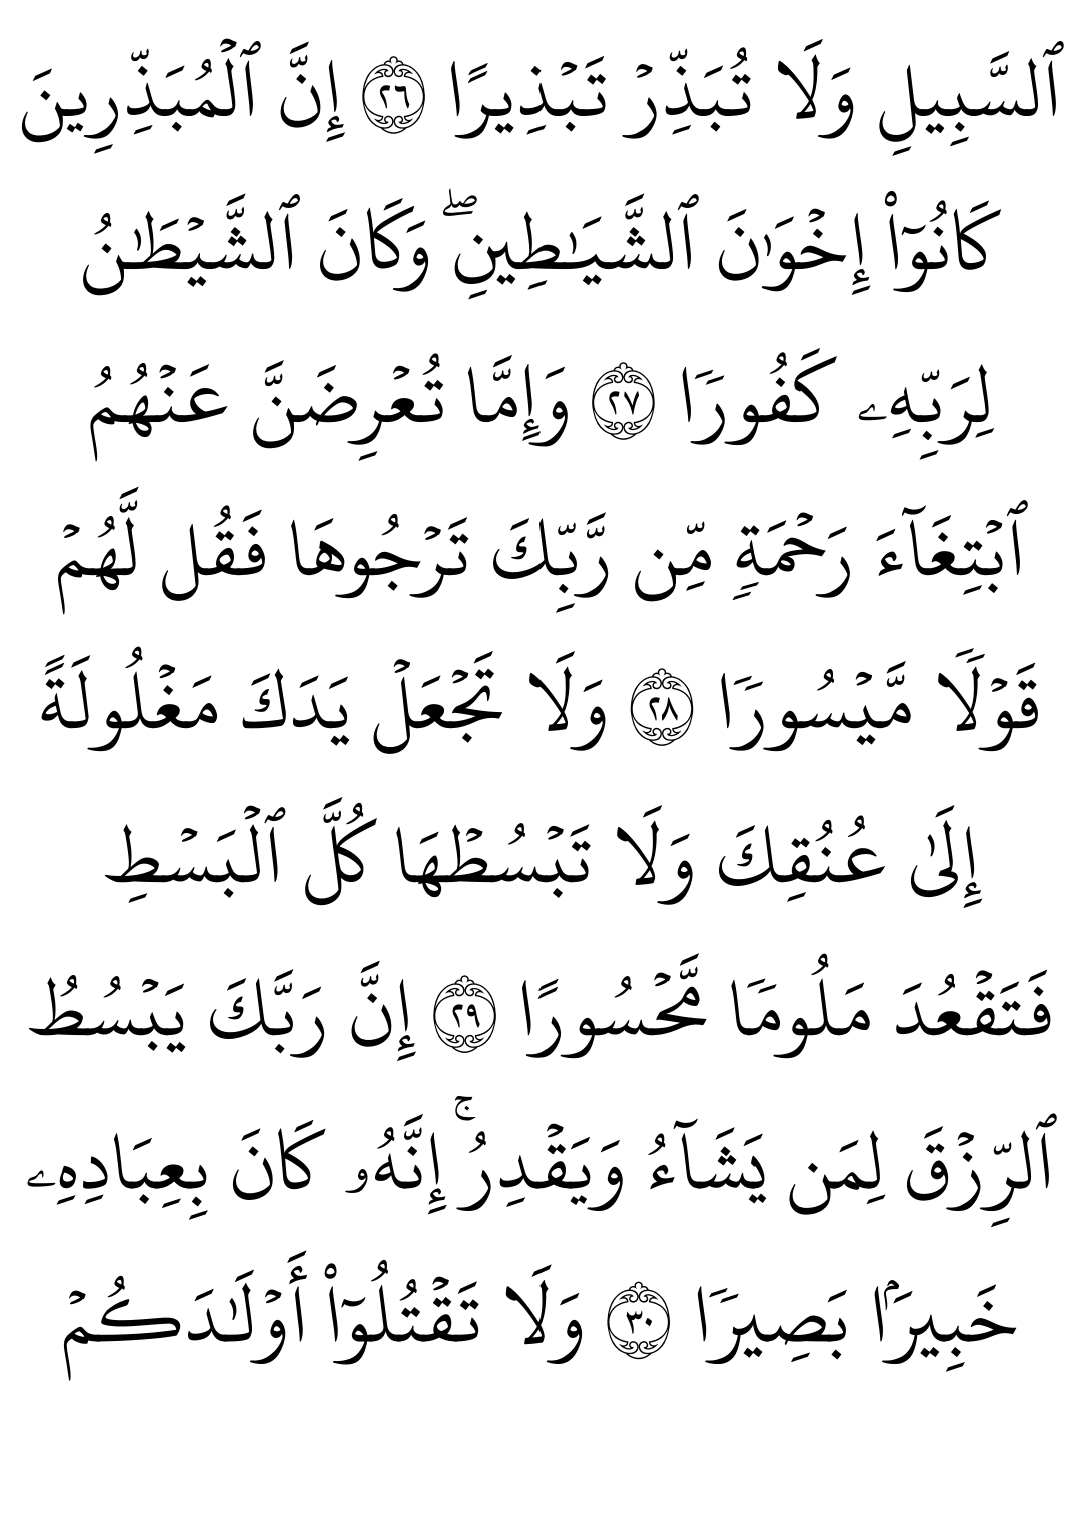 ٱلسَّبِيلِ وَلَا تُبَذِّرۡ تَبۡذِيرًا ٢٦ إِنَّ ٱلۡمُبَذِّرِينَ
كَانُوٓاْ إِخۡوَٰنَ ٱلشَّيَٰطِينِۖ وَكَانَ ٱلشَّيۡطَٰنُ
لِرَبِّهِۦ كَفُورٗا ٢٧ وَإِمَّا تُعۡرِضَنَّ عَنۡهُمُ
ٱبۡتِغَآءَ رَحۡمَةٖ مِّن رَّبِّكَ تَرۡجُوهَا فَقُل لَّهُمۡ
قَوۡلٗا مَّيۡسُورٗا ٢٨ وَلَا تَجۡعَلۡ يَدَكَ مَغۡلُولَةً
إِلَىٰ عُنُقِكَ وَلَا تَبۡسُطۡهَا كُلَّ ٱلۡبَسۡطِ
فَتَقۡعُدَ مَلُومٗا مَّحۡسُورًا ٢٩ إِنَّ رَبَّكَ يَبۡسُطُ
ٱلرِّزۡقَ لِمَن يَشَآءُ وَيَقۡدِرُۚ إِنَّهُۥ كَانَ بِعِبَادِهِۦ
خَبِيرَۢا بَصِيرٗا ٣٠ وَلَا تَقۡتُلُوٓاْ أَوۡلَٰدَكُمۡ